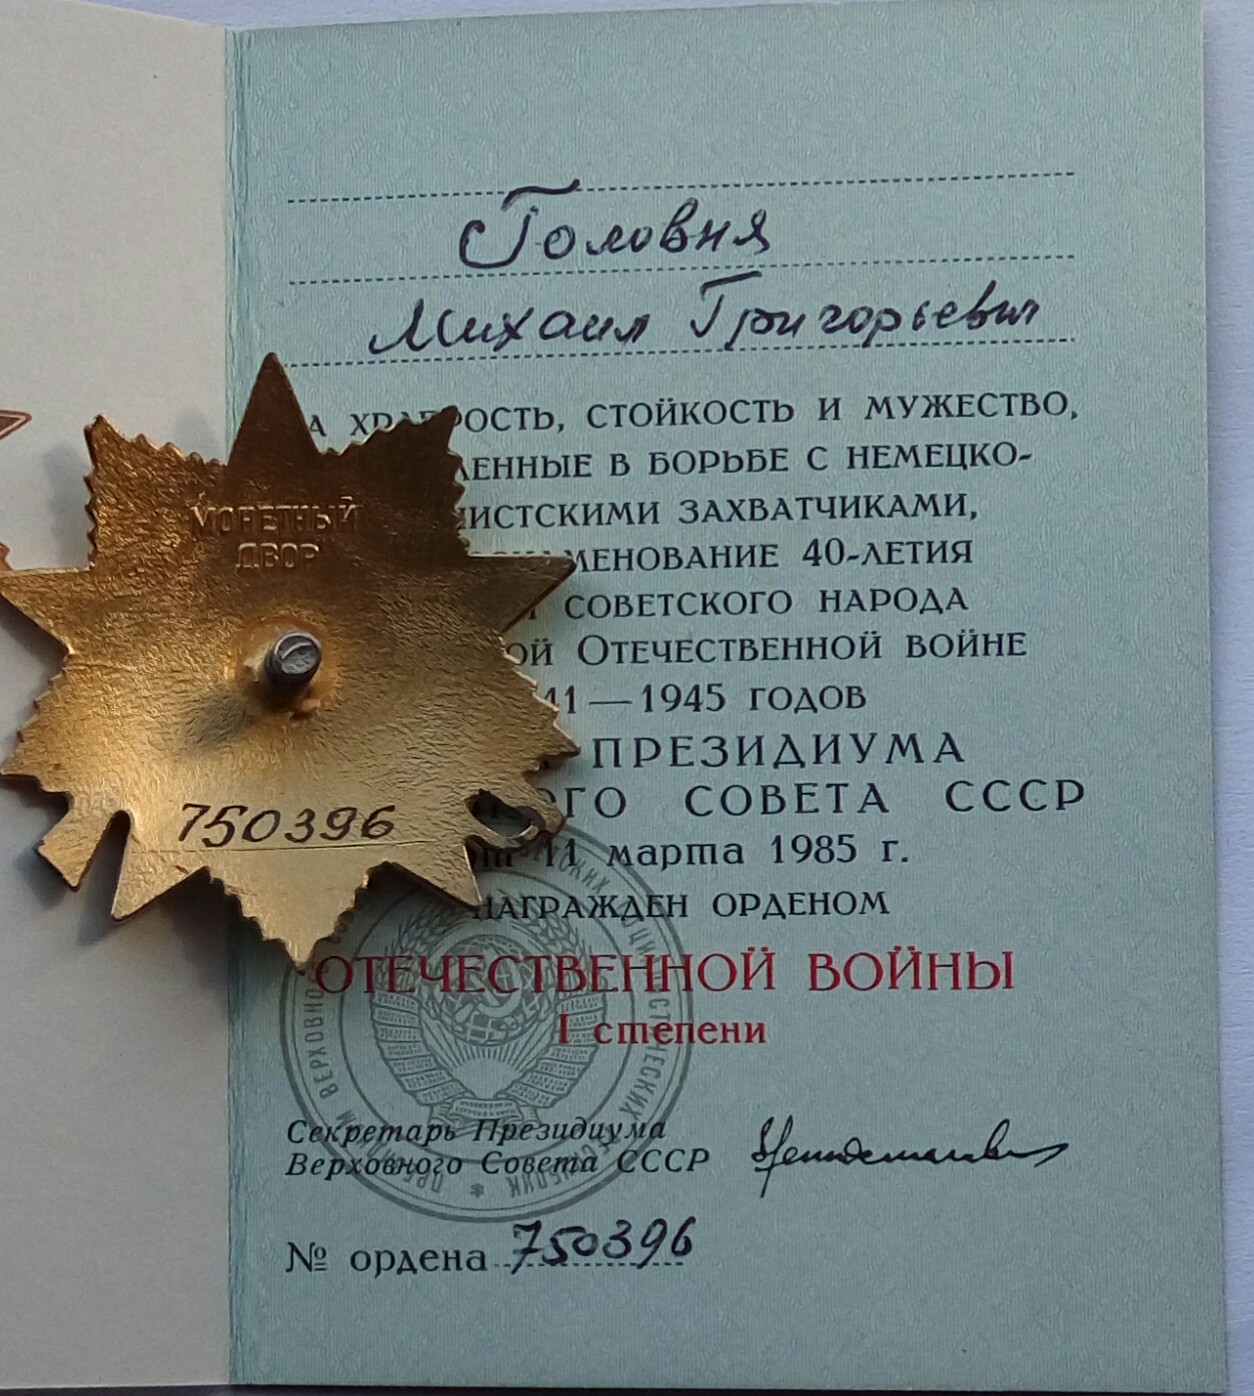 Головня
Михаил Григорьевич
А ХРАБРОСТЬ, СТОЙКОСТЬ И МУЖЕСТВО,
ЛЕННЫЕ В БОРЬБЕ С НЕМЕЦКО-
ИСТСКИМИ ЗАХВАТЧИКАМИ,
МЕНОВАНИЕ 40-ЛЕТИЯ
СОВЕТСКОГО НАРОДА
ОЙ ОТЕЧЕСТВЕННОЙ ВОЙНЕ
41—1945 ГОДОВ
ПРЕЗИДИУМА
ГО СОВЕТА СССР
от 11 марта 1985 г.
НАГРАЖДЕН ОРДЕНОМ
ОТЕЧЕСТВЕННОЙ ВОЙНЫ
I степени
Секретарь Президиума
Верховного Совета СССР
№ ордена 750396
МОНЕТНЫЙ
ДВОР
750396